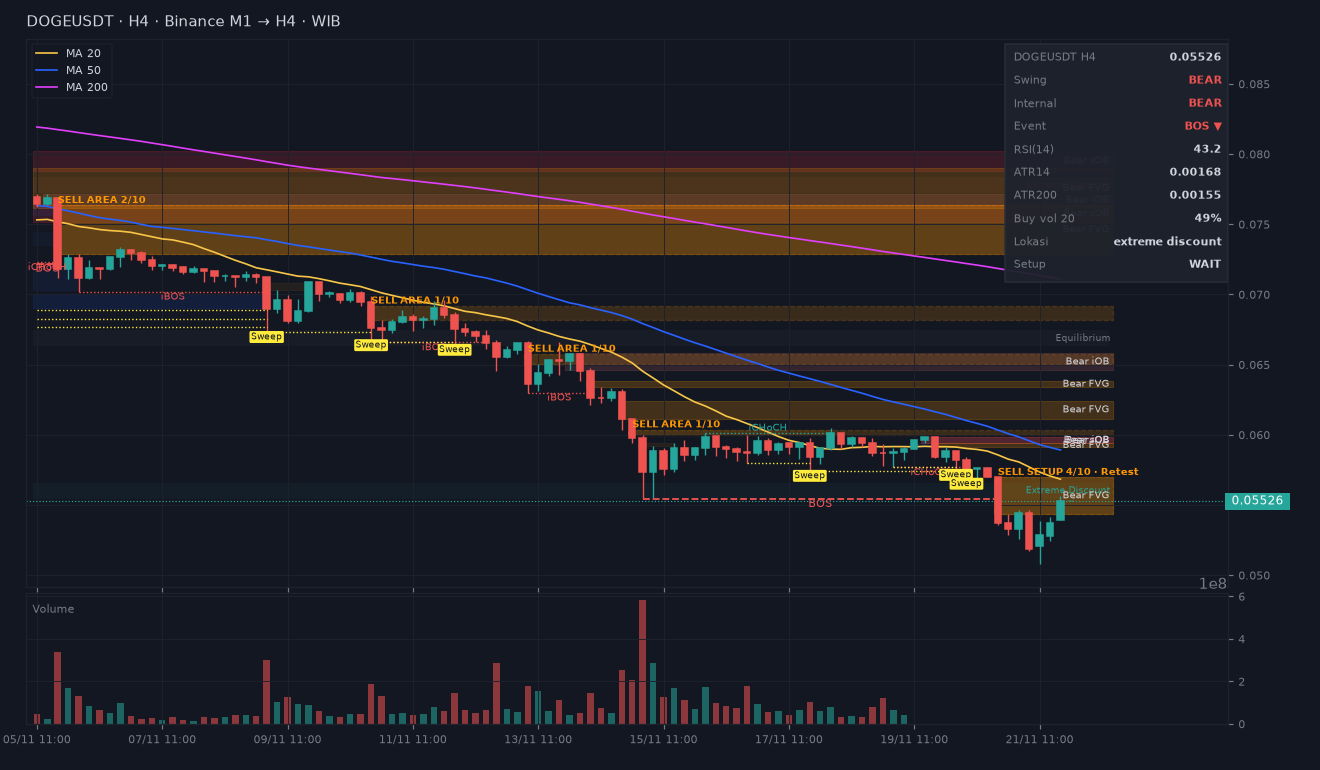 DOGEUSDT · H4 · Binance M1 → H4 · WIB
MA 20
MA 50
MA 200
DOGEUSDT H4 0.05526
Swing BEAR
Internal BEAR
Event BOS ▼
RSI(14) 43.2
ATR14 0.00168
ATR200 0.00155
Buy vol 20 49%
Lokasi extreme discount
Setup WAIT
0.085
0.080
0.075
0.070
0.065
0.060
0.050
0.05526
Bear iOB
Bear FVG
Bear FVG
SELL AREA 2/10
BOS
iBOS
Sweep
SELL AREA 1/10
Sweep
Sweep
SELL AREA 1/10
iBOS
Equilibrium
Bear iOB
Bear FVG
Bear FVG
SELL AREA 1/10
iCHoCH
Bear iOB
Bear FVG
Sweep
Sweep
Sweep
SELL SETUP 4/10 · Retest
Extreme Discount
Bear FVG
BOS
1e8
Volume
6
4
2
0
05/11 11:00
07/11 11:00
09/11 11:00
11/11 11:00
13/11 11:00
15/11 11:00
17/11 11:00
19/11 11:00
21/11 11:00